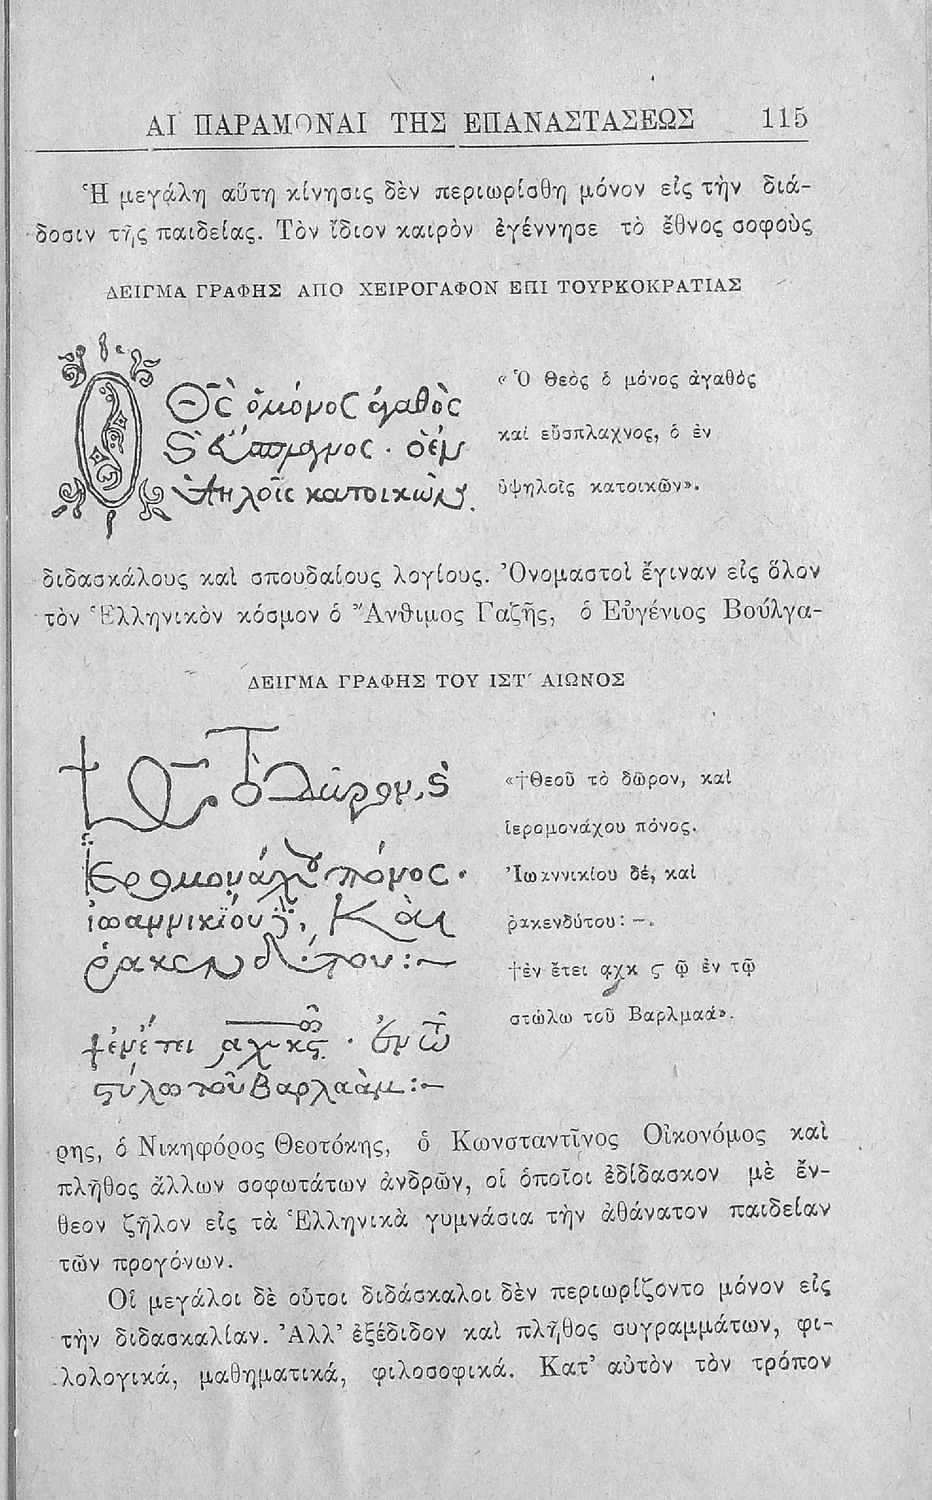 ΑΙ ΠΑΡΑΜΟΝΑΙ ΤΗΣ ΕΠΑΝΑΣΤΑΣΕΩΣ 115
Ἡ μεγάλη αὕτη κίνησις δὲν περιωρίσθη μόνον εἰς τὴν διά-
δοσιν τῆς παιδείας. Τὸν ἴδιον καιρὸν ἐγέννησε τὸ ἔθνος σοφοὺς
ΔΕΙΓΜΑ ΓΡΑΦΗΣ ΑΠΟ ΧΕΙΡΟΓΑΦΟΝ ΕΠΙ ΤΟΥΡΚΟΚΡΑΤΙΑΣ
«Ὁ Θεὸς ὁ μόνος ἀγαθὸς
καὶ εὔσπλαχνος, ὁ ἐν
ὑψηλοῖς κατοικῶν».
διδασκάλους καὶ σπουδαίους λογίους. Ὀνομαστοὶ ἔγιναν εἰς ὅλον
τὸν Ἑλληνικὸν κόσμον ὁ Ἄνθιμος Γαζῆς, ὁ Εὐγένιος Βούλγα-
ΔΕΙΓΜΑ ΓΡΑΦΗΣ ΤΟΥ ΙΣΤ΄ ΑΙΩΝΟΣ
«†Θεοῦ τὸ δῶρον, καὶ
ἱερομονάχου πόνος.
Ἰωαννικίου δέ, καὶ
ῥακενδύτου: –.
†ἐν ἔτει αχκ ϛ ῷ ἐν τῷ
στώλω τοῦ Βαρλμαά».
ρης, ὁ Νικηφόρος Θεοτόκης, ὁ Κωνσταντῖνος Οἰκονόμος καὶ
πλῆθος ἄλλων σοφωτάτων ἀνδρῶν, οἱ ὁποῖοι ἐδίδασκον μὲ ἔν-
θεον ζῆλον εἰς τὰ Ἑλληνικὰ γυμνάσια τὴν ἀθάνατον παιδείαν
τῶν προγόνων.
Οἱ μεγάλοι δὲ οὗτοι διδάσκαλοι δὲν περιωρίζοντο μόνον εἰς
τὴν διδασκαλίαν. Ἀλλ' ἐξέδιδον καὶ πλῆθος συγραμμάτων, φι-
λολογικά, μαθηματικά, φιλοσοφικά. Κατ' αὐτὸν τὸν τρόπον